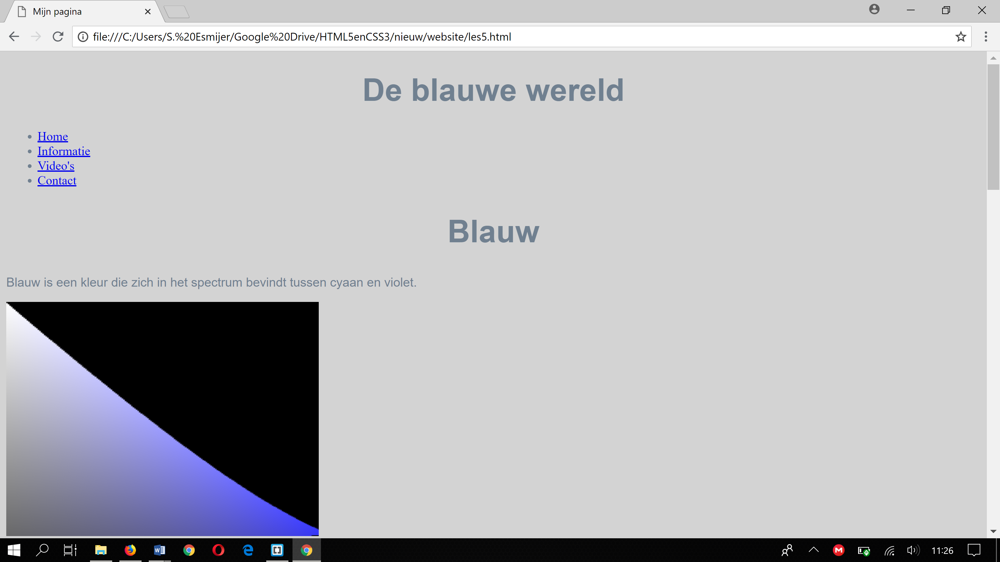 Mijn pagina
file:///C:/Users/S.%20Esmijer/Google%20Drive/HTML5enCSS3/nieuw/website/les5.html
De blauwe wereld
Home
Informatie
Video's
Contact
Blauw
Blauw is een kleur die zich in het spectrum bevindt tussen cyaan en violet.
11:26